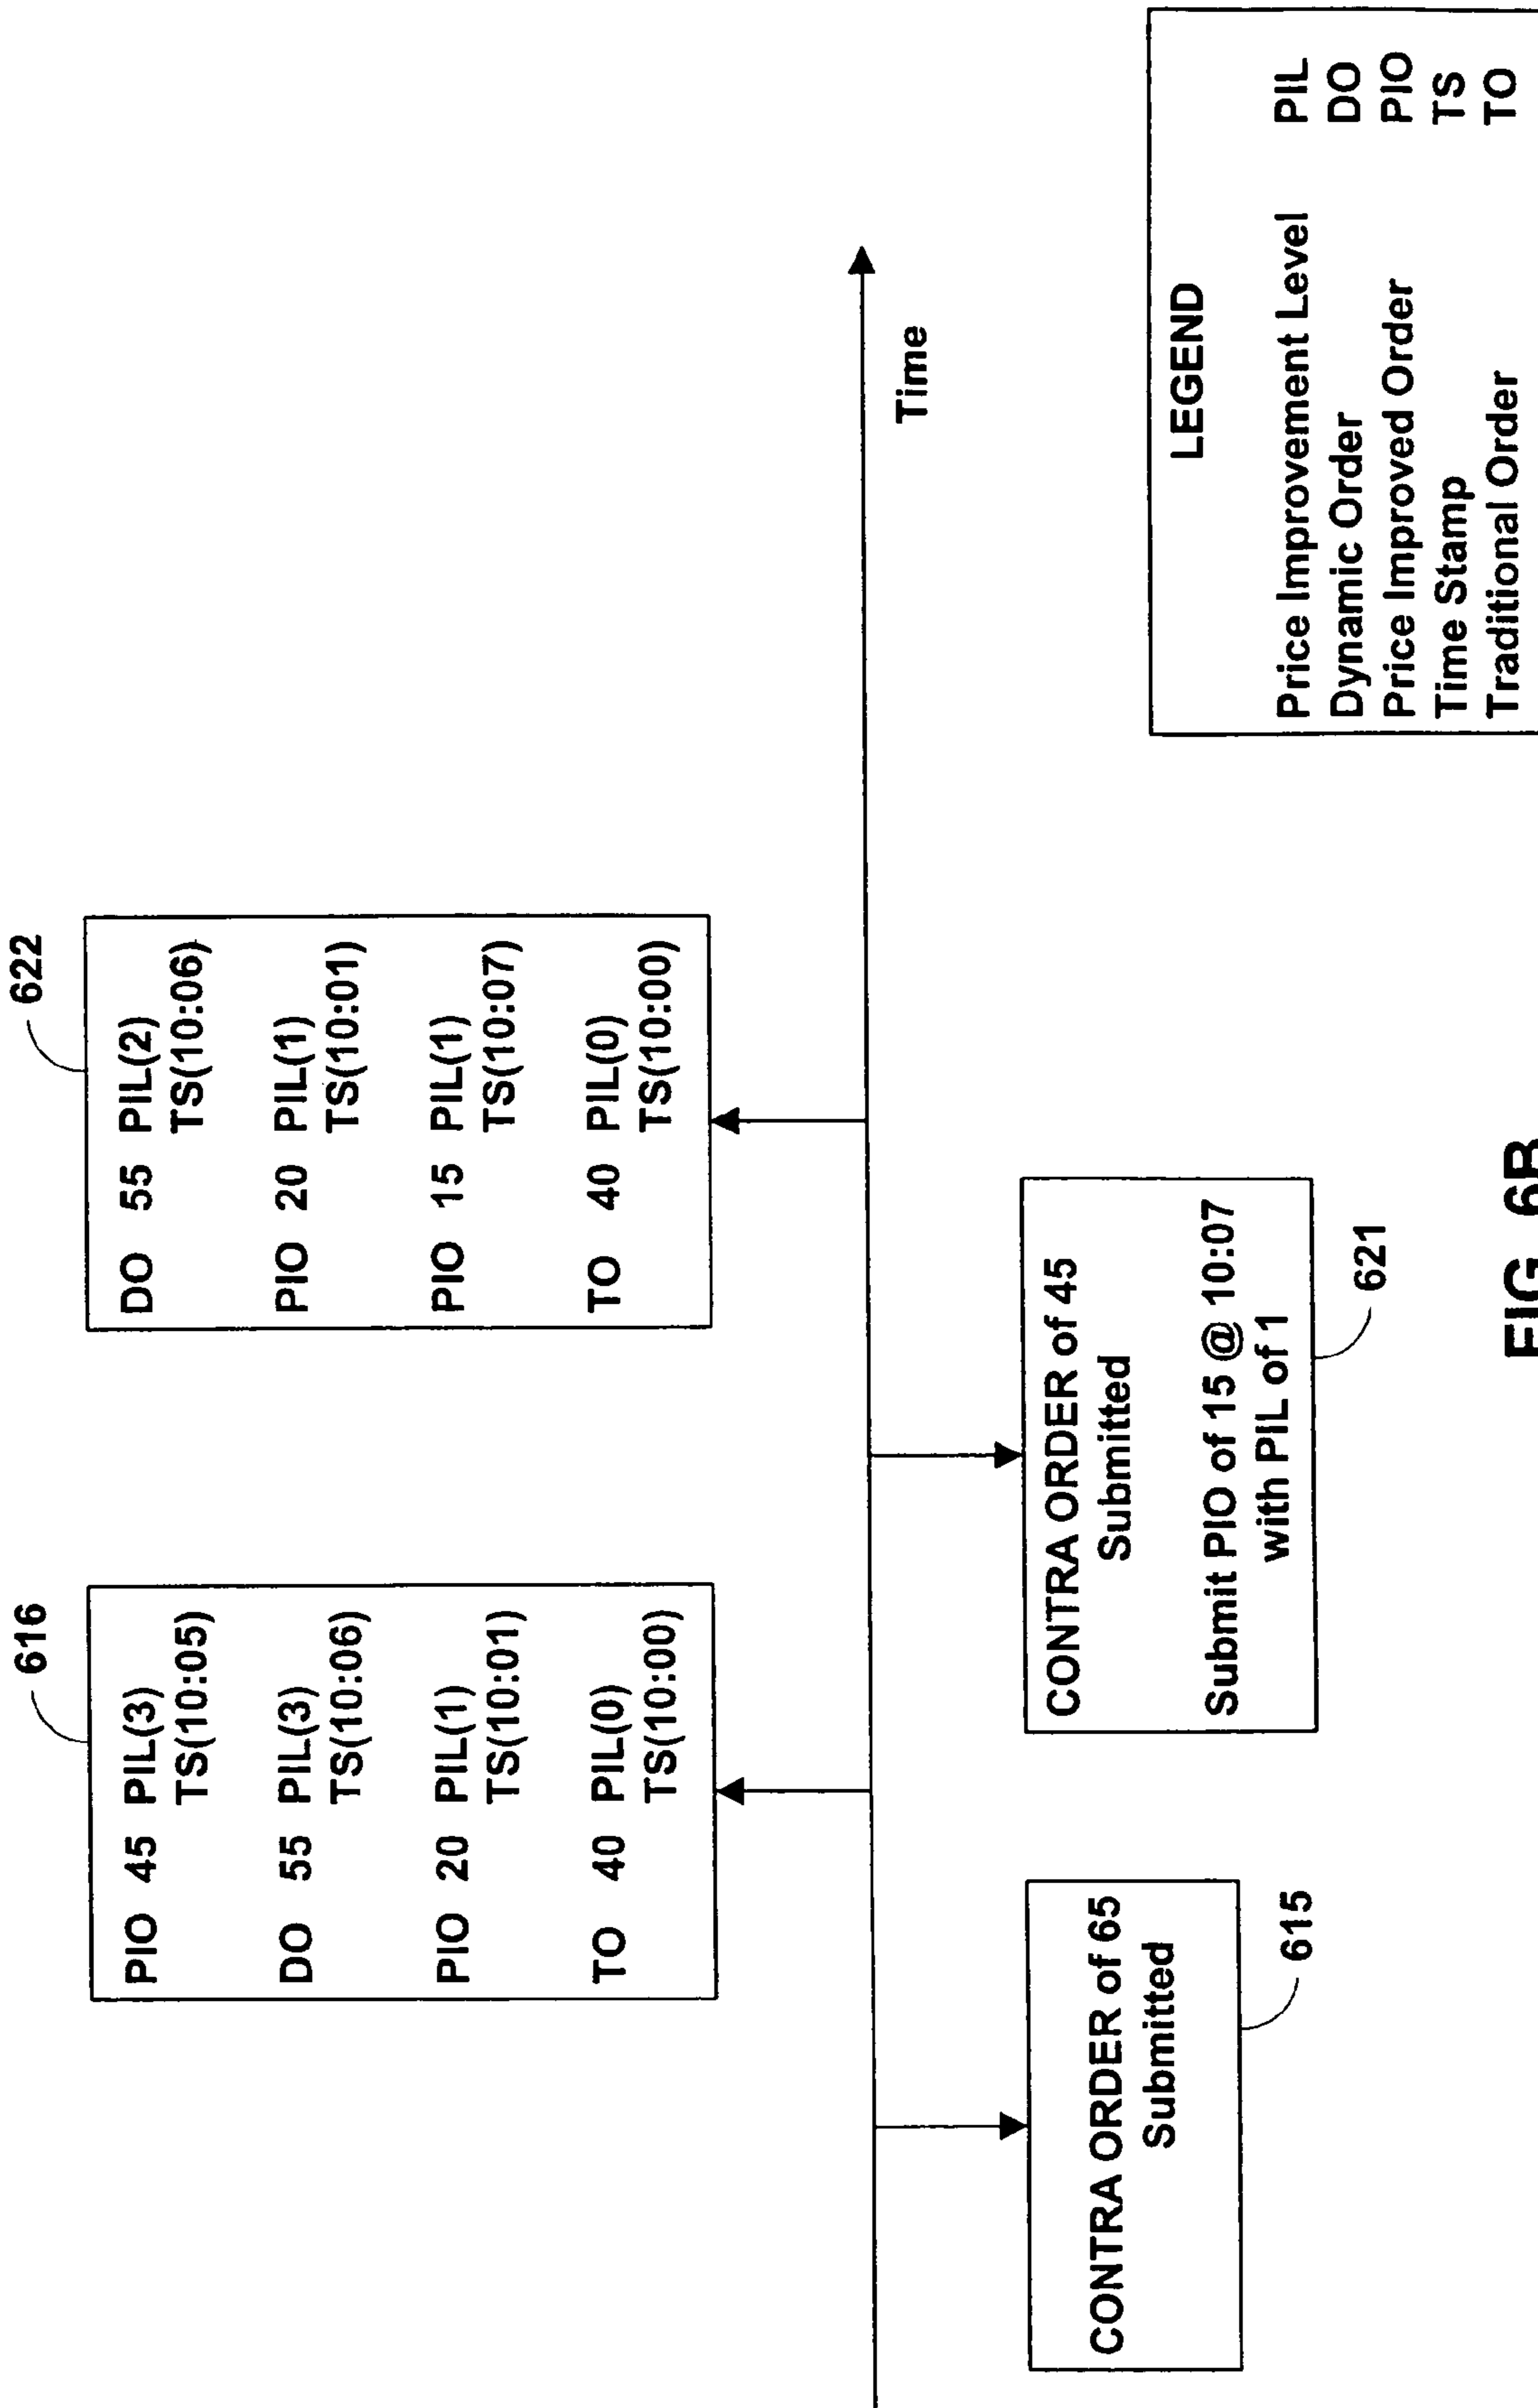 616
PIO 45 PIL(3)
TS(10:05)
DO 55 PIL(3)
TS(10:06)
PIO 20 PIL(1)
TS(10:01)
TO 40 PIL(0)
TS(10:00)
622
DO 55 PIL(2)
TS(10:06)
PIO 20 PIL(1)
TS(10:01)
PIO 15 PIL(1)
TS(10:07)
TO 40 PIL(0)
TS(10:00)
Time
CONTRA ORDER of 65
Submitted
615
CONTRA ORDER of 45
Submitted
Submit PIO of 15 @ 10:07
with PIL of 1
621
LEGEND
Price Improvement Level PIL
Dynamic Order DO
Price Improved Order PIO
Time Stamp TS
Traditional Order TO
FIG. 6B